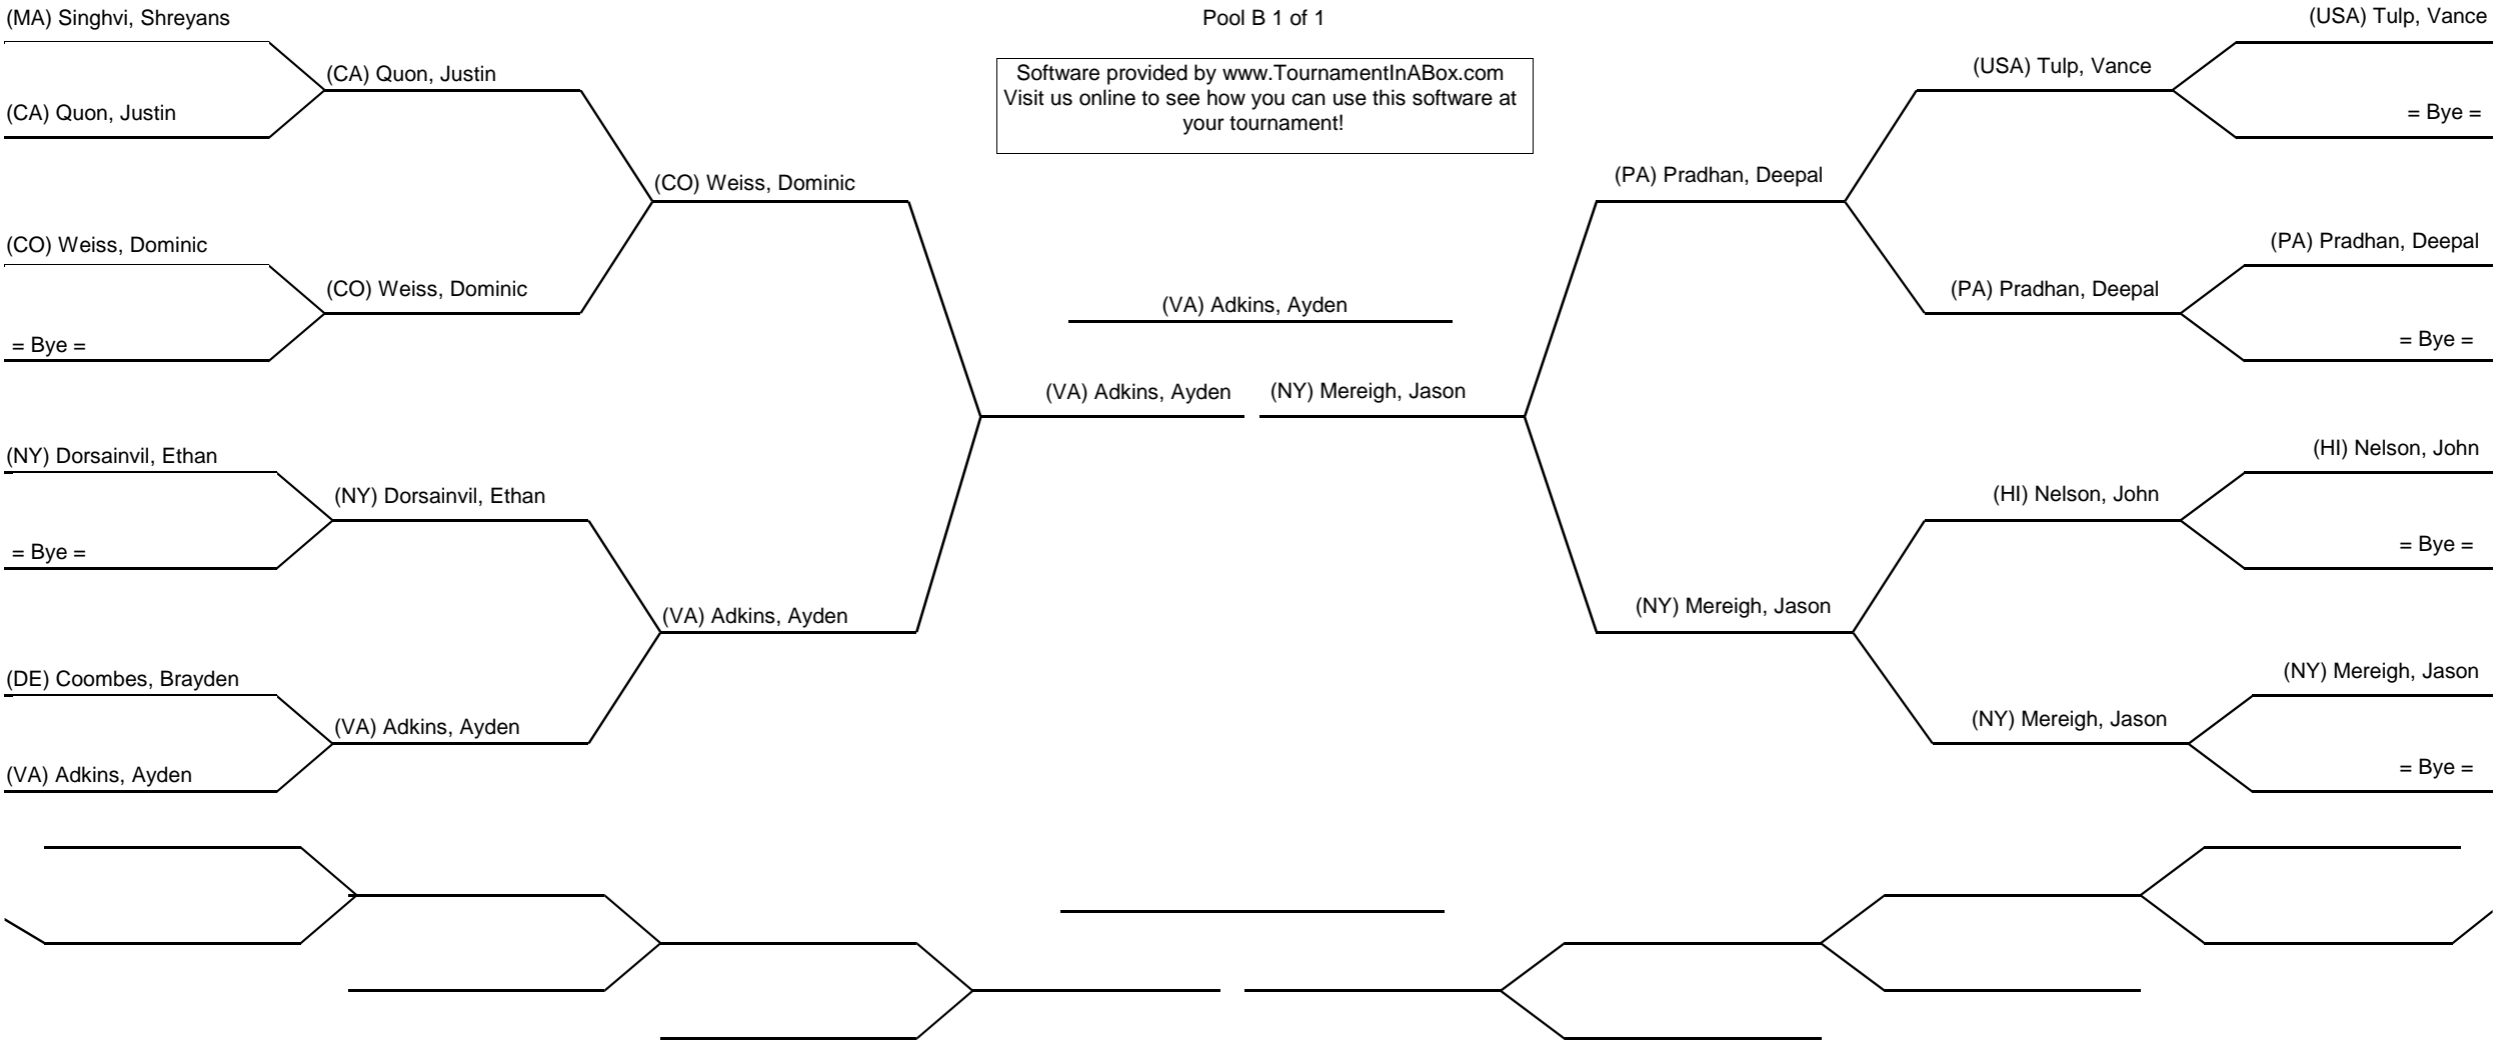 (MA) Singhvi, Shreyans
Pool B 1 of 1
(USA) Tulp, Vance
(CA) Quon, Justin
Software provided by www.TournamentInABox.com
Visit us online to see how you can use this software at
your tournament!
(USA) Tulp, Vance
(CA) Quon, Justin
= Bye =
(CO) Weiss, Dominic
(PA) Pradhan, Deepal
(CO) Weiss, Dominic
(PA) Pradhan, Deepal
(CO) Weiss, Dominic
(VA) Adkins, Ayden
(PA) Pradhan, Deepal
= Bye =
= Bye =
(VA) Adkins, Ayden
(NY) Mereigh, Jason
(NY) Dorsainvil, Ethan
(HI) Nelson, John
(NY) Dorsainvil, Ethan
(HI) Nelson, John
= Bye =
= Bye =
(VA) Adkins, Ayden
(NY) Mereigh, Jason
(DE) Coombes, Brayden
(NY) Mereigh, Jason
(VA) Adkins, Ayden
(NY) Mereigh, Jason
(VA) Adkins, Ayden
= Bye =